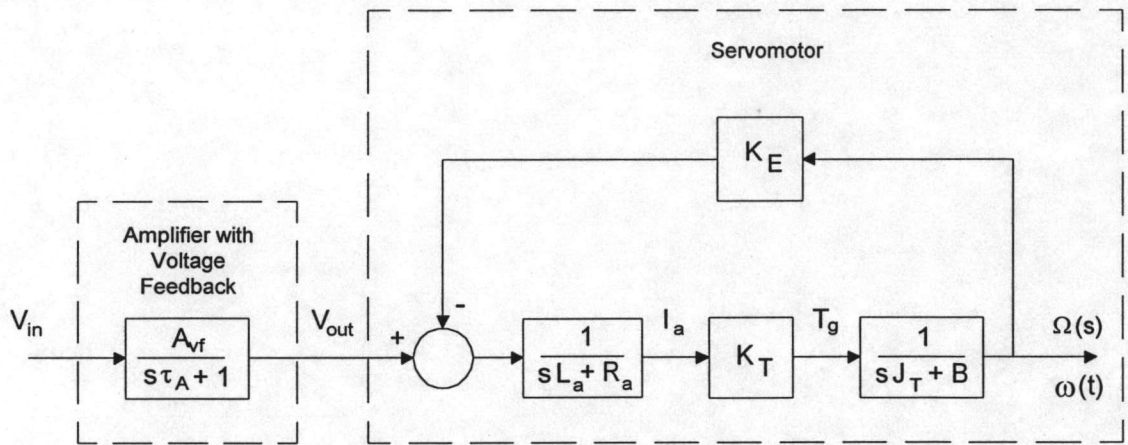 Servomotor
K_E
Amplifier with
Voltage
Feedback
V_in
A_vf
sτ_A + 1
V_out
+
-
1
sL_a + R_a
I_a
K_T
T_g
1
sJ_T + B
Ω(s)
ω(t)